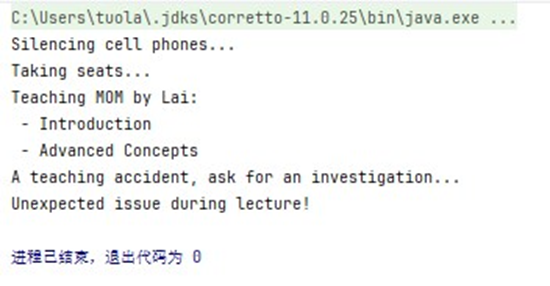 C:\Users\tuola\.jdks\corretto-11.0.25\bin\java.exe ...
Silencing cell phones...
Taking seats...
Teaching MOM by Lai:
 - Introduction
 - Advanced Concepts
A teaching accident, ask for an investigation...
Unexpected issue during lecture!
进程已结束，退出代码为 0